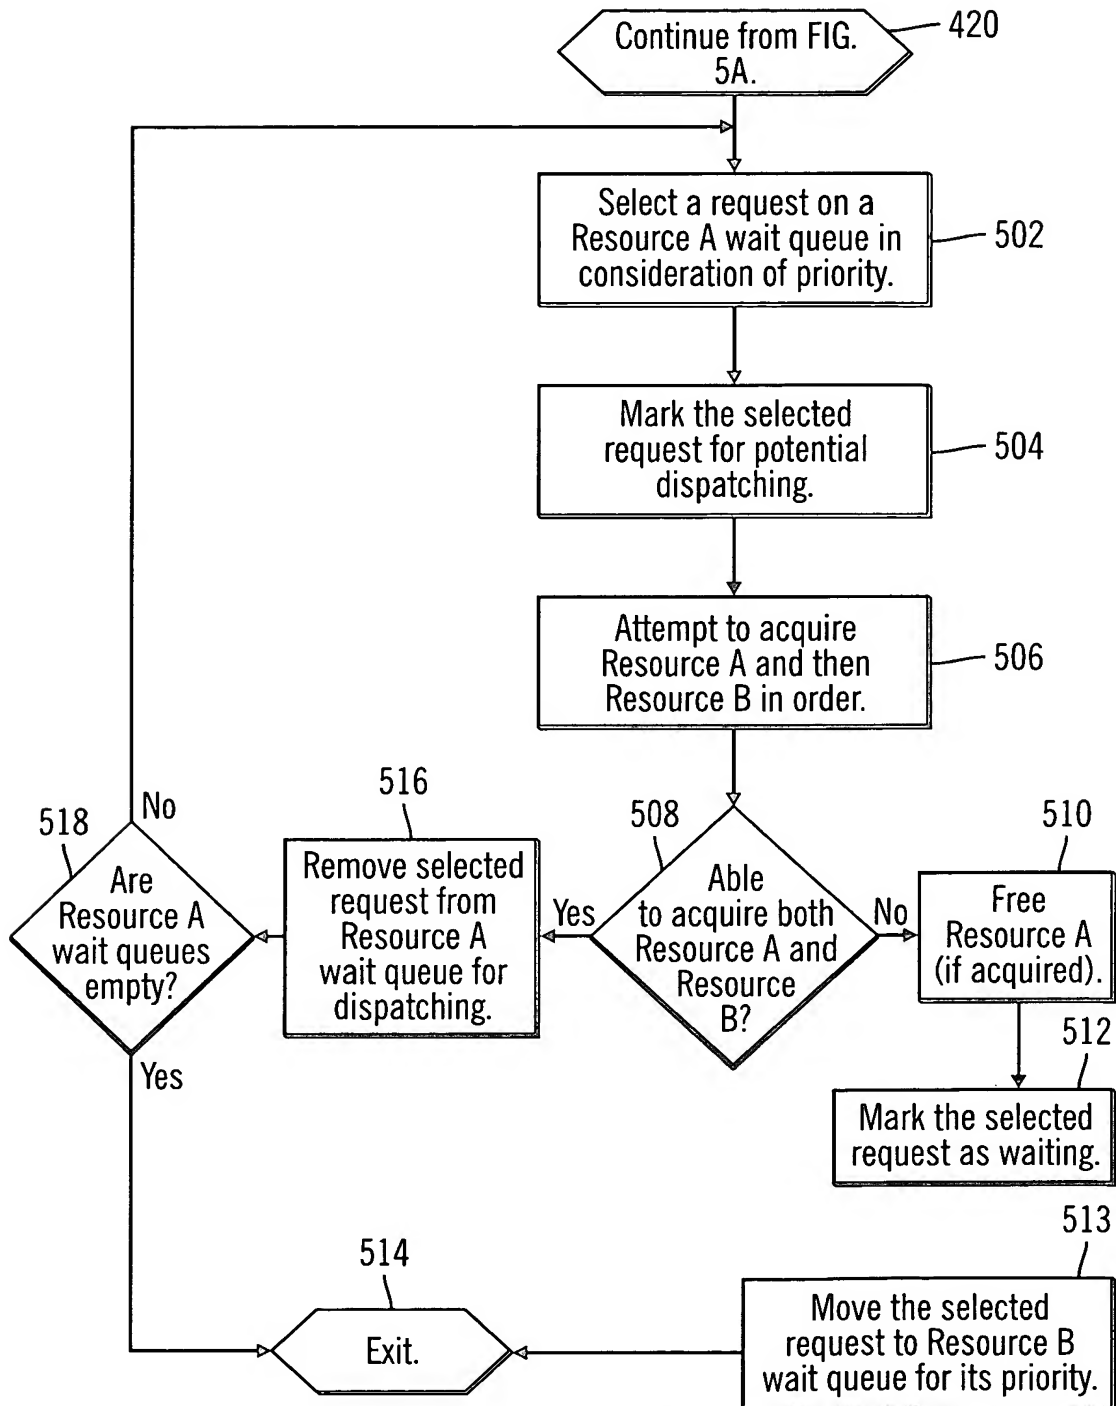 Continue from FIG.
5A.
420
Select a request on a
Resource A wait queue in
consideration of priority.
502
Mark the selected
request for potential
dispatching.
504
Attempt to acquire
Resource A and then
Resource B in order.
506
508
Able
to acquire both
Resource A and
Resource
B?
Yes
No
510
Free
Resource A
(if acquired).
512
Mark the selected
request as waiting.
513
Move the selected
request to Resource B
wait queue for its priority.
516
Remove selected
request from
Resource A
wait queue for
dispatching.
518
Are
Resource A
wait queues
empty?
No
Yes
514
Exit.